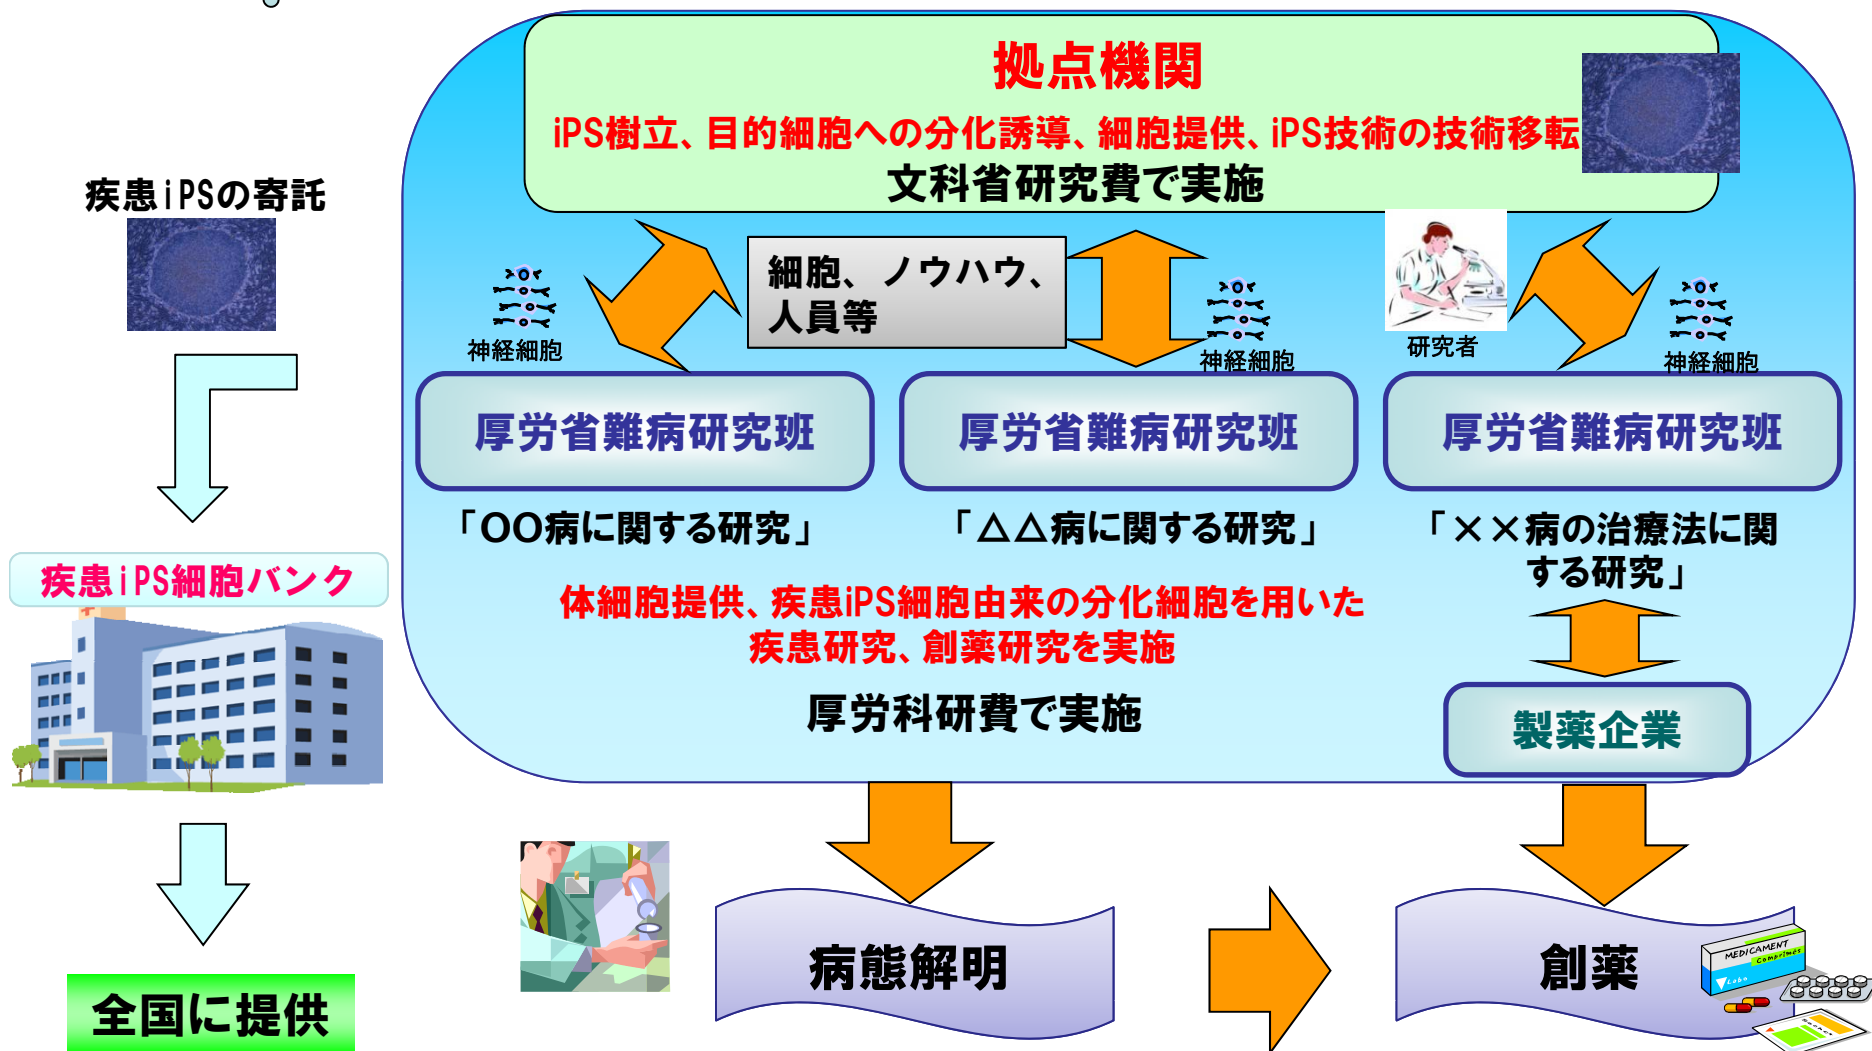 拠点機関
iPS樹立、目的細胞への分化誘導、細胞提供、iPS技術の技術移転
文科省研究費で実施
疾患iPSの寄託
細胞、ノウハウ、
人員等
神経細胞
神経細胞
研究者
神経細胞
厚労省難病研究班
厚労省難病研究班
厚労省難病研究班
「〇〇病に関する研究」
「△△病に関する研究」
「××病の治療法に関
する研究」
疾患iPS細胞バンク
体細胞提供、疾患iPS細胞由来の分化細胞を用いた
疾患研究、創薬研究を実施
厚労科研費で実施
製薬企業
病態解明
創薬
MEDICAMENT
Comprimés
Labo
全国に提供